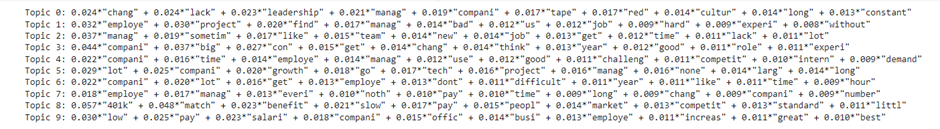 Topic 0: 0.024*"chang" + 0.024*"lack" + 0.023*"leadership" + 0.021*"manag" + 0.019*"compani" + 0.017*"tape" + 0.017*"red" + 0.014*"cultur" + 0.014*"long" + 0.013*"constant"
Topic 1: 0.032*"employe" + 0.030*"project" + 0.020*"find" + 0.017*"manag" + 0.014*"bad" + 0.012*"us" + 0.012*"job" + 0.009*"hard" + 0.009*"experi" + 0.008*"without"
Topic 2: 0.037*"manag" + 0.019*"sometim" + 0.017*"like" + 0.015*"team" + 0.014*"new" + 0.014*"job" + 0.013*"get" + 0.012*"time" + 0.011*"lack" + 0.011*"lot"
Topic 3: 0.044*"compani" + 0.037*"big" + 0.027*"con" + 0.015*"get" + 0.014*"chang" + 0.014*"think" + 0.013*"year" + 0.012*"good" + 0.011*"role" + 0.011*"experi"
Topic 4: 0.022*"compani" + 0.016*"time" + 0.014*"employe" + 0.014*"manag" + 0.012*"use" + 0.012*"good" + 0.011*"challeng" + 0.011*"competit" + 0.010*"intern" + 0.009*"demand"
Topic 5: 0.029*"lot" + 0.025*"compani" + 0.020*"growth" + 0.018*"go" + 0.017*"tech" + 0.016*"project" + 0.016*"manag" + 0.016*"none" + 0.014*"larg" + 0.014*"long"
Topic 6: 0.022*"compani" + 0.020*"lot" + 0.016*"get" + 0.013*"employe" + 0.013*"dont" + 0.011*"difficult" + 0.011*"year" + 0.011*"like" + 0.011*"time" + 0.009*"hour"
Topic 7: 0.018*"employe" + 0.017*"manag" + 0.013*"everi" + 0.010*"noth" + 0.010*"pay" + 0.010*"time" + 0.009*"long" + 0.009*"chang" + 0.009*"compani" + 0.009*"number"
Topic 8: 0.057*"401k" + 0.048*"match" + 0.023*"benefit" + 0.021*"slow" + 0.017*"pay" + 0.015*"peopl" + 0.014*"market" + 0.013*"competit" + 0.013*"standard" + 0.011*"littl"
Topic 9: 0.030*"low" + 0.025*"pay" + 0.023*"salari" + 0.018*"compani" + 0.015*"offic" + 0.014*"busi" + 0.013*"employe" + 0.011*"increas" + 0.011*"great" + 0.010*"best"